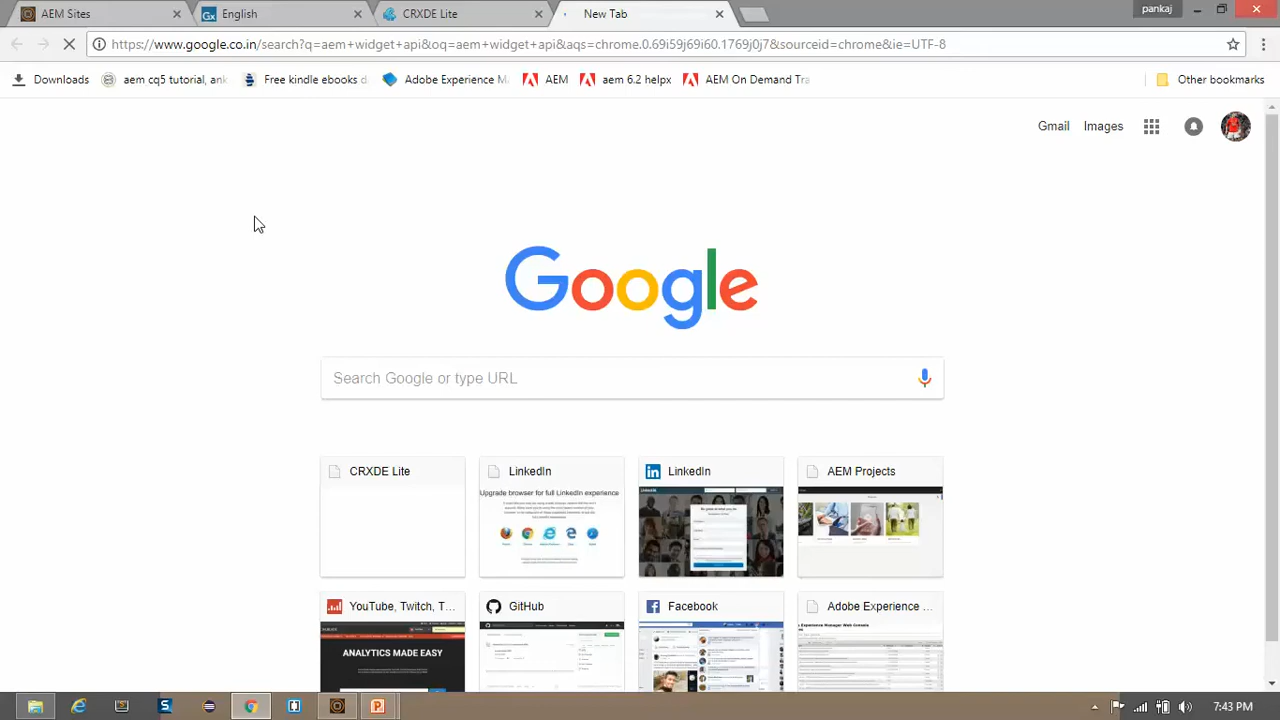 AEM Sites
English
CRXDE Lite
New Tab
pankaj
https://www.google.co.in/search?q=aem+widget+api&oq=aem+widget+api&aqs=chrome.0.69i59j69i60.1769j0j7&sourceid=chrome&ie=UTF-8
Downloads
aem cq5 tutorial, ank
Free kindle ebooks d
Adobe Experience M
AEM
aem 6.2 helpx
AEM On Demand Tra
Other bookmarks
Gmail
Images
Google
Search Google or type URL
CRXDE Lite
LinkedIn
LinkedIn
AEM Projects
Upgrade browser for full LinkedIn experience
YouTube, Twitch, T...
GitHub
Facebook
Adobe Experience ...
ANALYTICS MADE EASY
7:43 PM